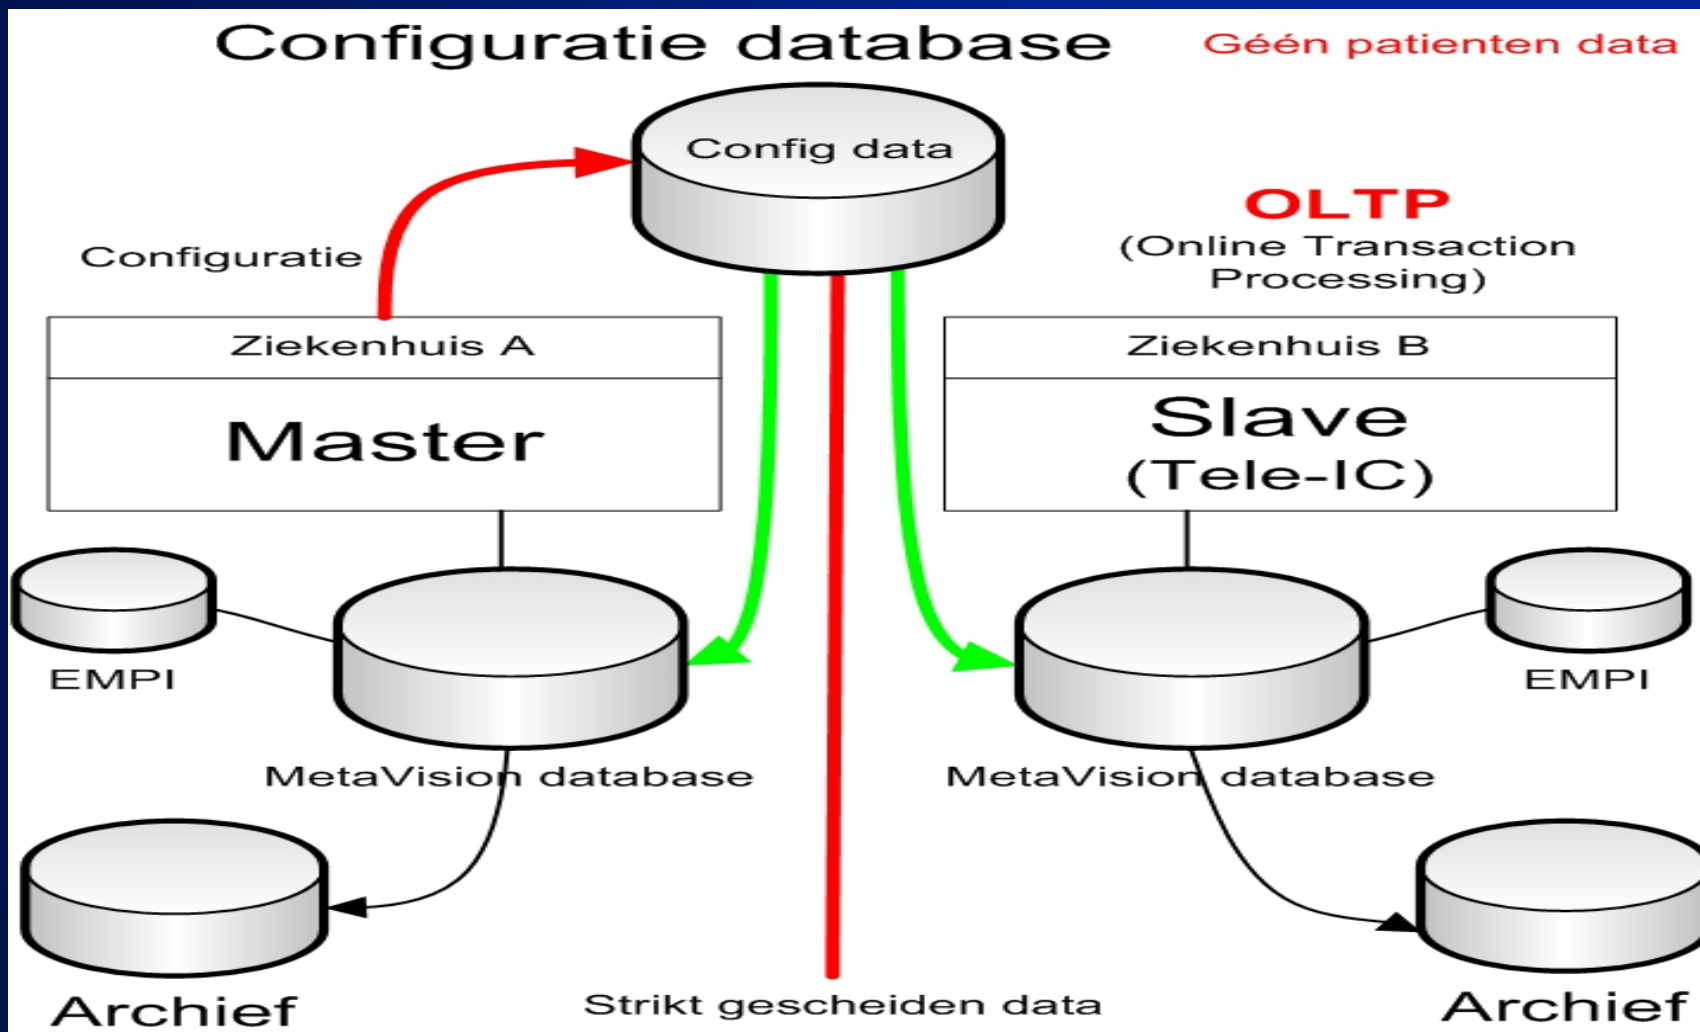 Configuratie database
Géén patienten data
Config data
OLTP
(Online Transaction
Processing)
Configuratie
Ziekenhuis A
Master
Ziekenhuis B
Slave
(Tele-IC)
EMPI
EMPI
MetaVision database
MetaVision database
Archief
Strikt gescheiden data
Archief